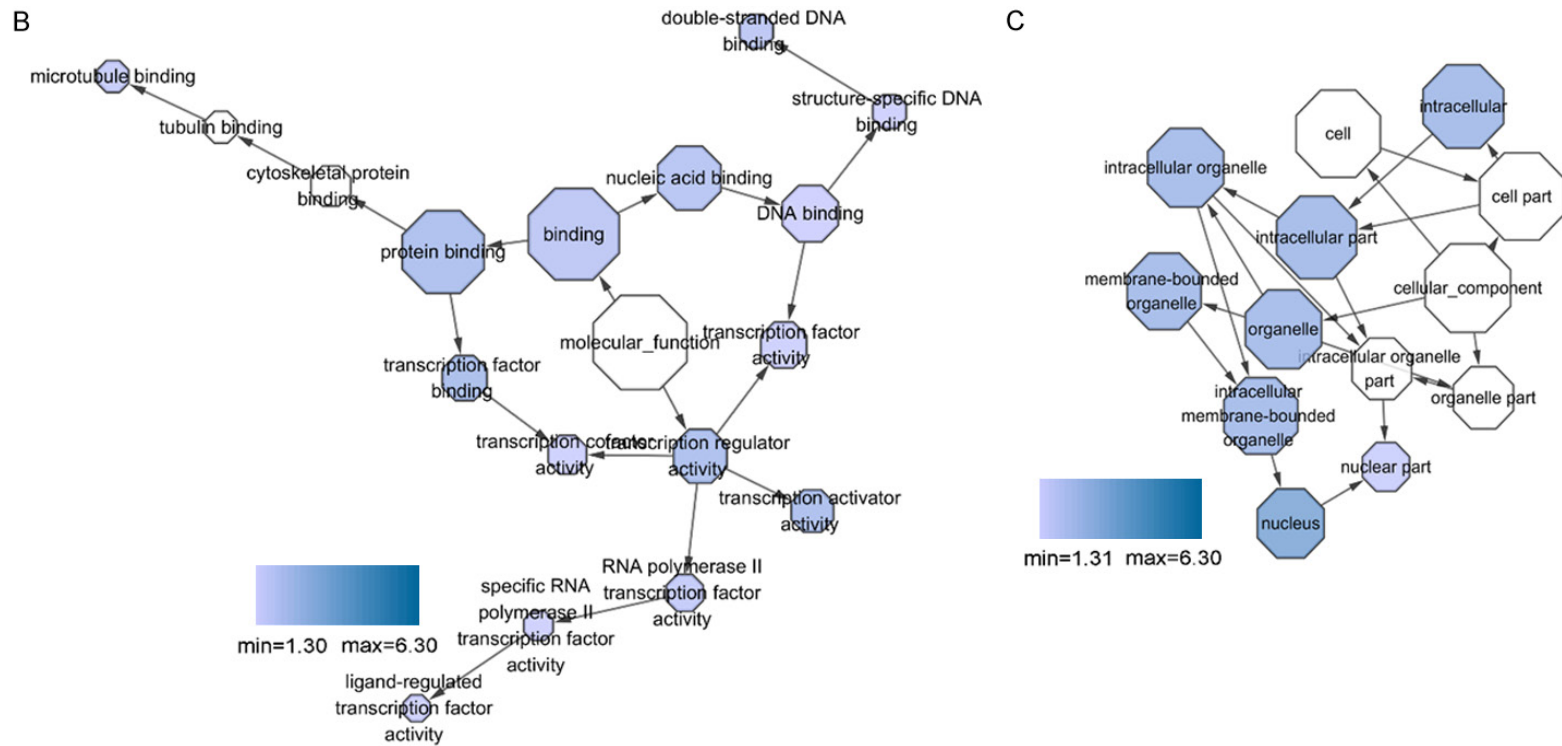 B
double-stranded DNA
binding
microtubule binding
structure-specific DNA
binding
tubulin binding
cytoskeletal protein
binding
nucleic acid binding
DNA binding
binding
protein binding
molecular_function
transcription factor
activity
transcription factor
binding
transcription cofactor
activity
transcription regulator
activity
transcription activator
activity
RNA polymerase II
transcription factor
activity
specific RNA
polymerase II
transcription factor
activity
ligand-regulated
transcription factor
activity
min=1.30 max=6.30
C
intracellular
cell
intracellular organelle
cell part
intracellular part
membrane-bounded
organelle
cellular_component
organelle
intracellular organelle
part
organelle part
intracellular
membrane-bounded
organelle
nuclear part
nucleus
min=1.31 max=6.30